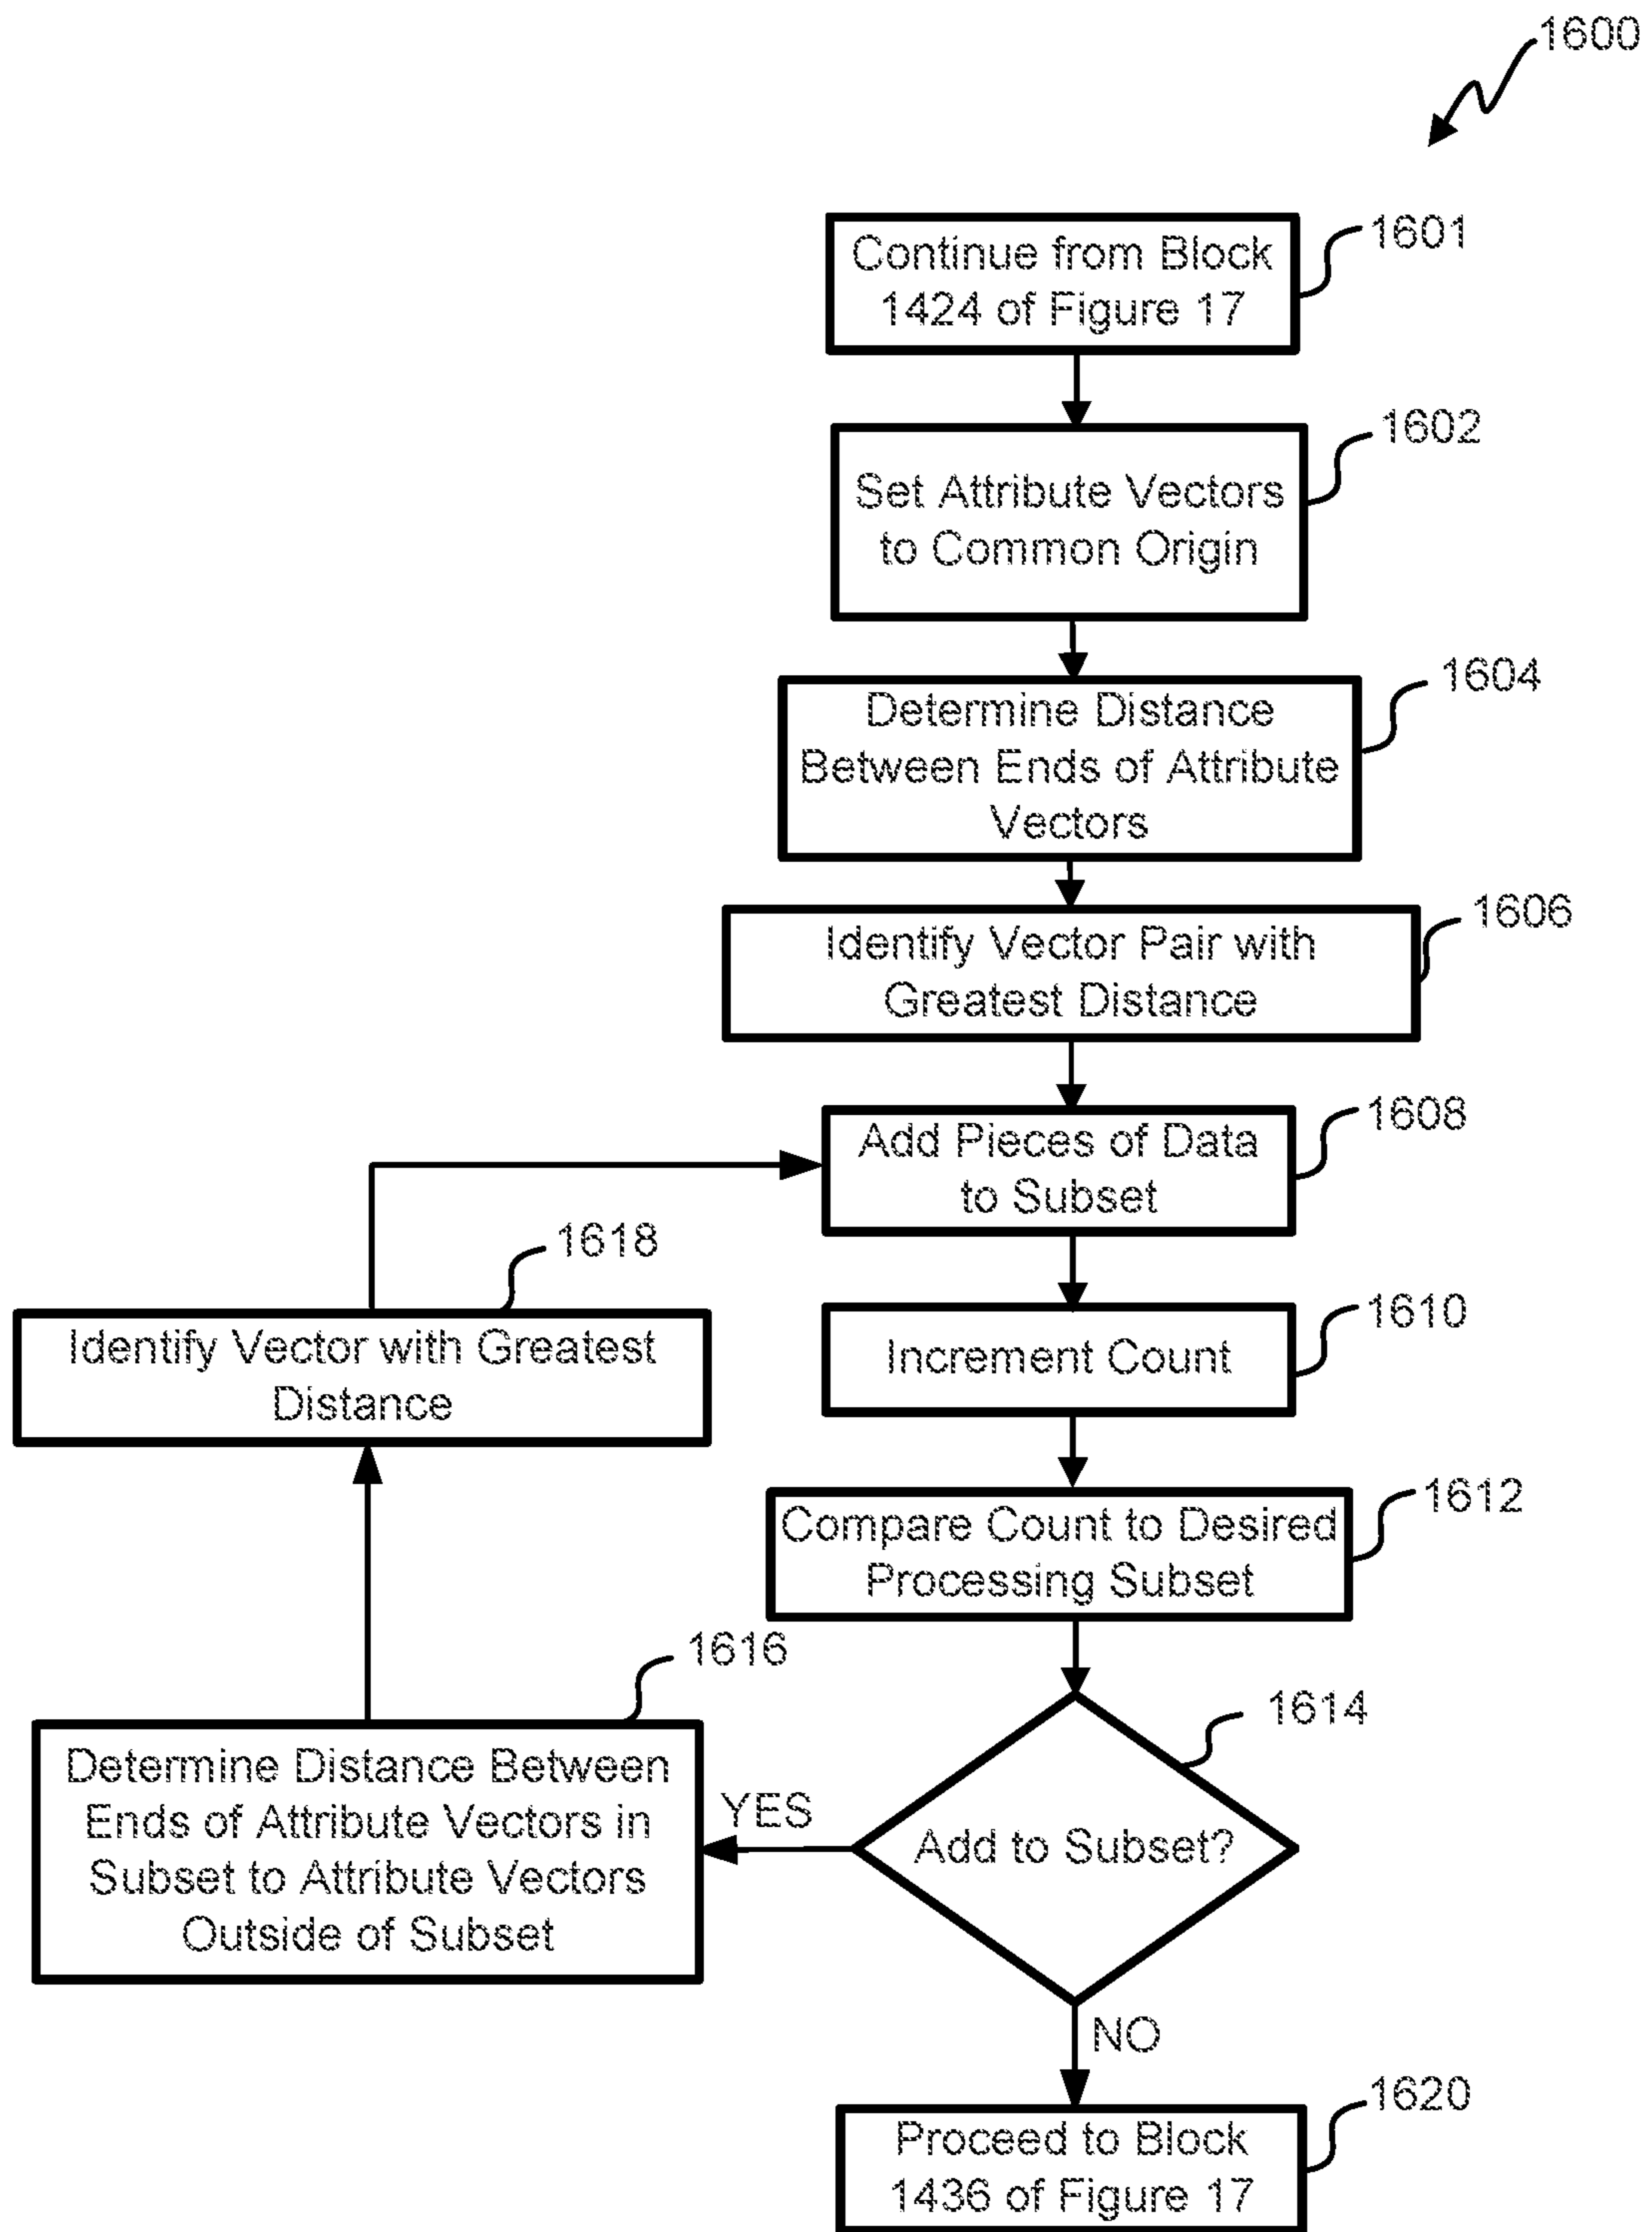 1600
Continue from Block
1424 of Figure 17
1601
Set Attribute Vectors
to Common Origin
1602
Determine Distance
Between Ends of Attribute
Vectors
1604
Identify Vector Pair with
Greatest Distance
1606
Add Pieces of Data
to Subset
1608
Increment Count
1610
Compare Count to Desired
Processing Subset
1612
Add to Subset?
1614
YES
Determine Distance Between
Ends of Attribute Vectors in
Subset to Attribute Vectors
Outside of Subset
1616
Identify Vector with Greatest
Distance
1618
NO
Proceed to Block
1436 of Figure 17
1620